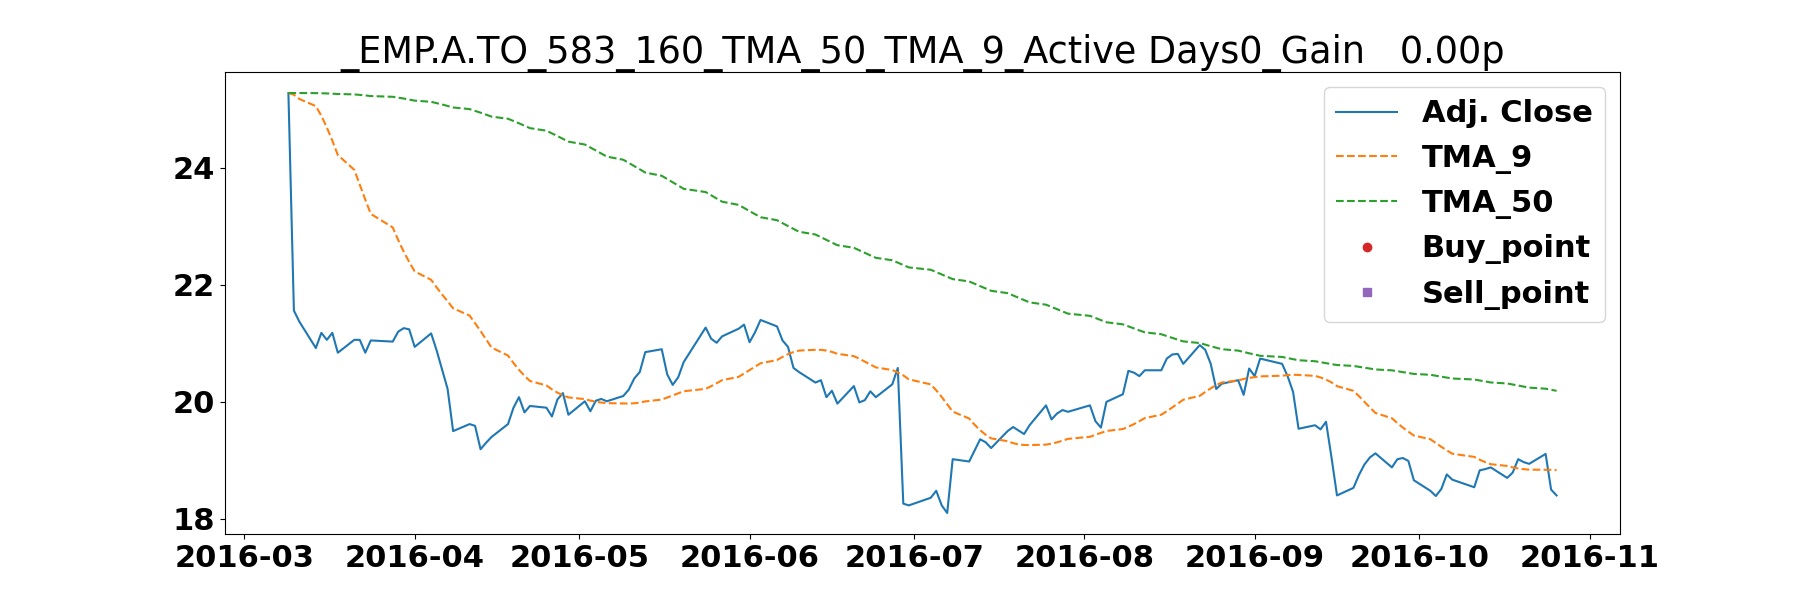 _EMP.A.TO_583_160_TMA_50_TMA_9_Active Days0_Gain   0.00p
Adj. Close
TMA_9
TMA_50
Buy_point
Sell_point
24
22
20
18
2016-03 2016-04 2016-05 2016-06 2016-07 2016-08 2016-09 2016-10 2016-11